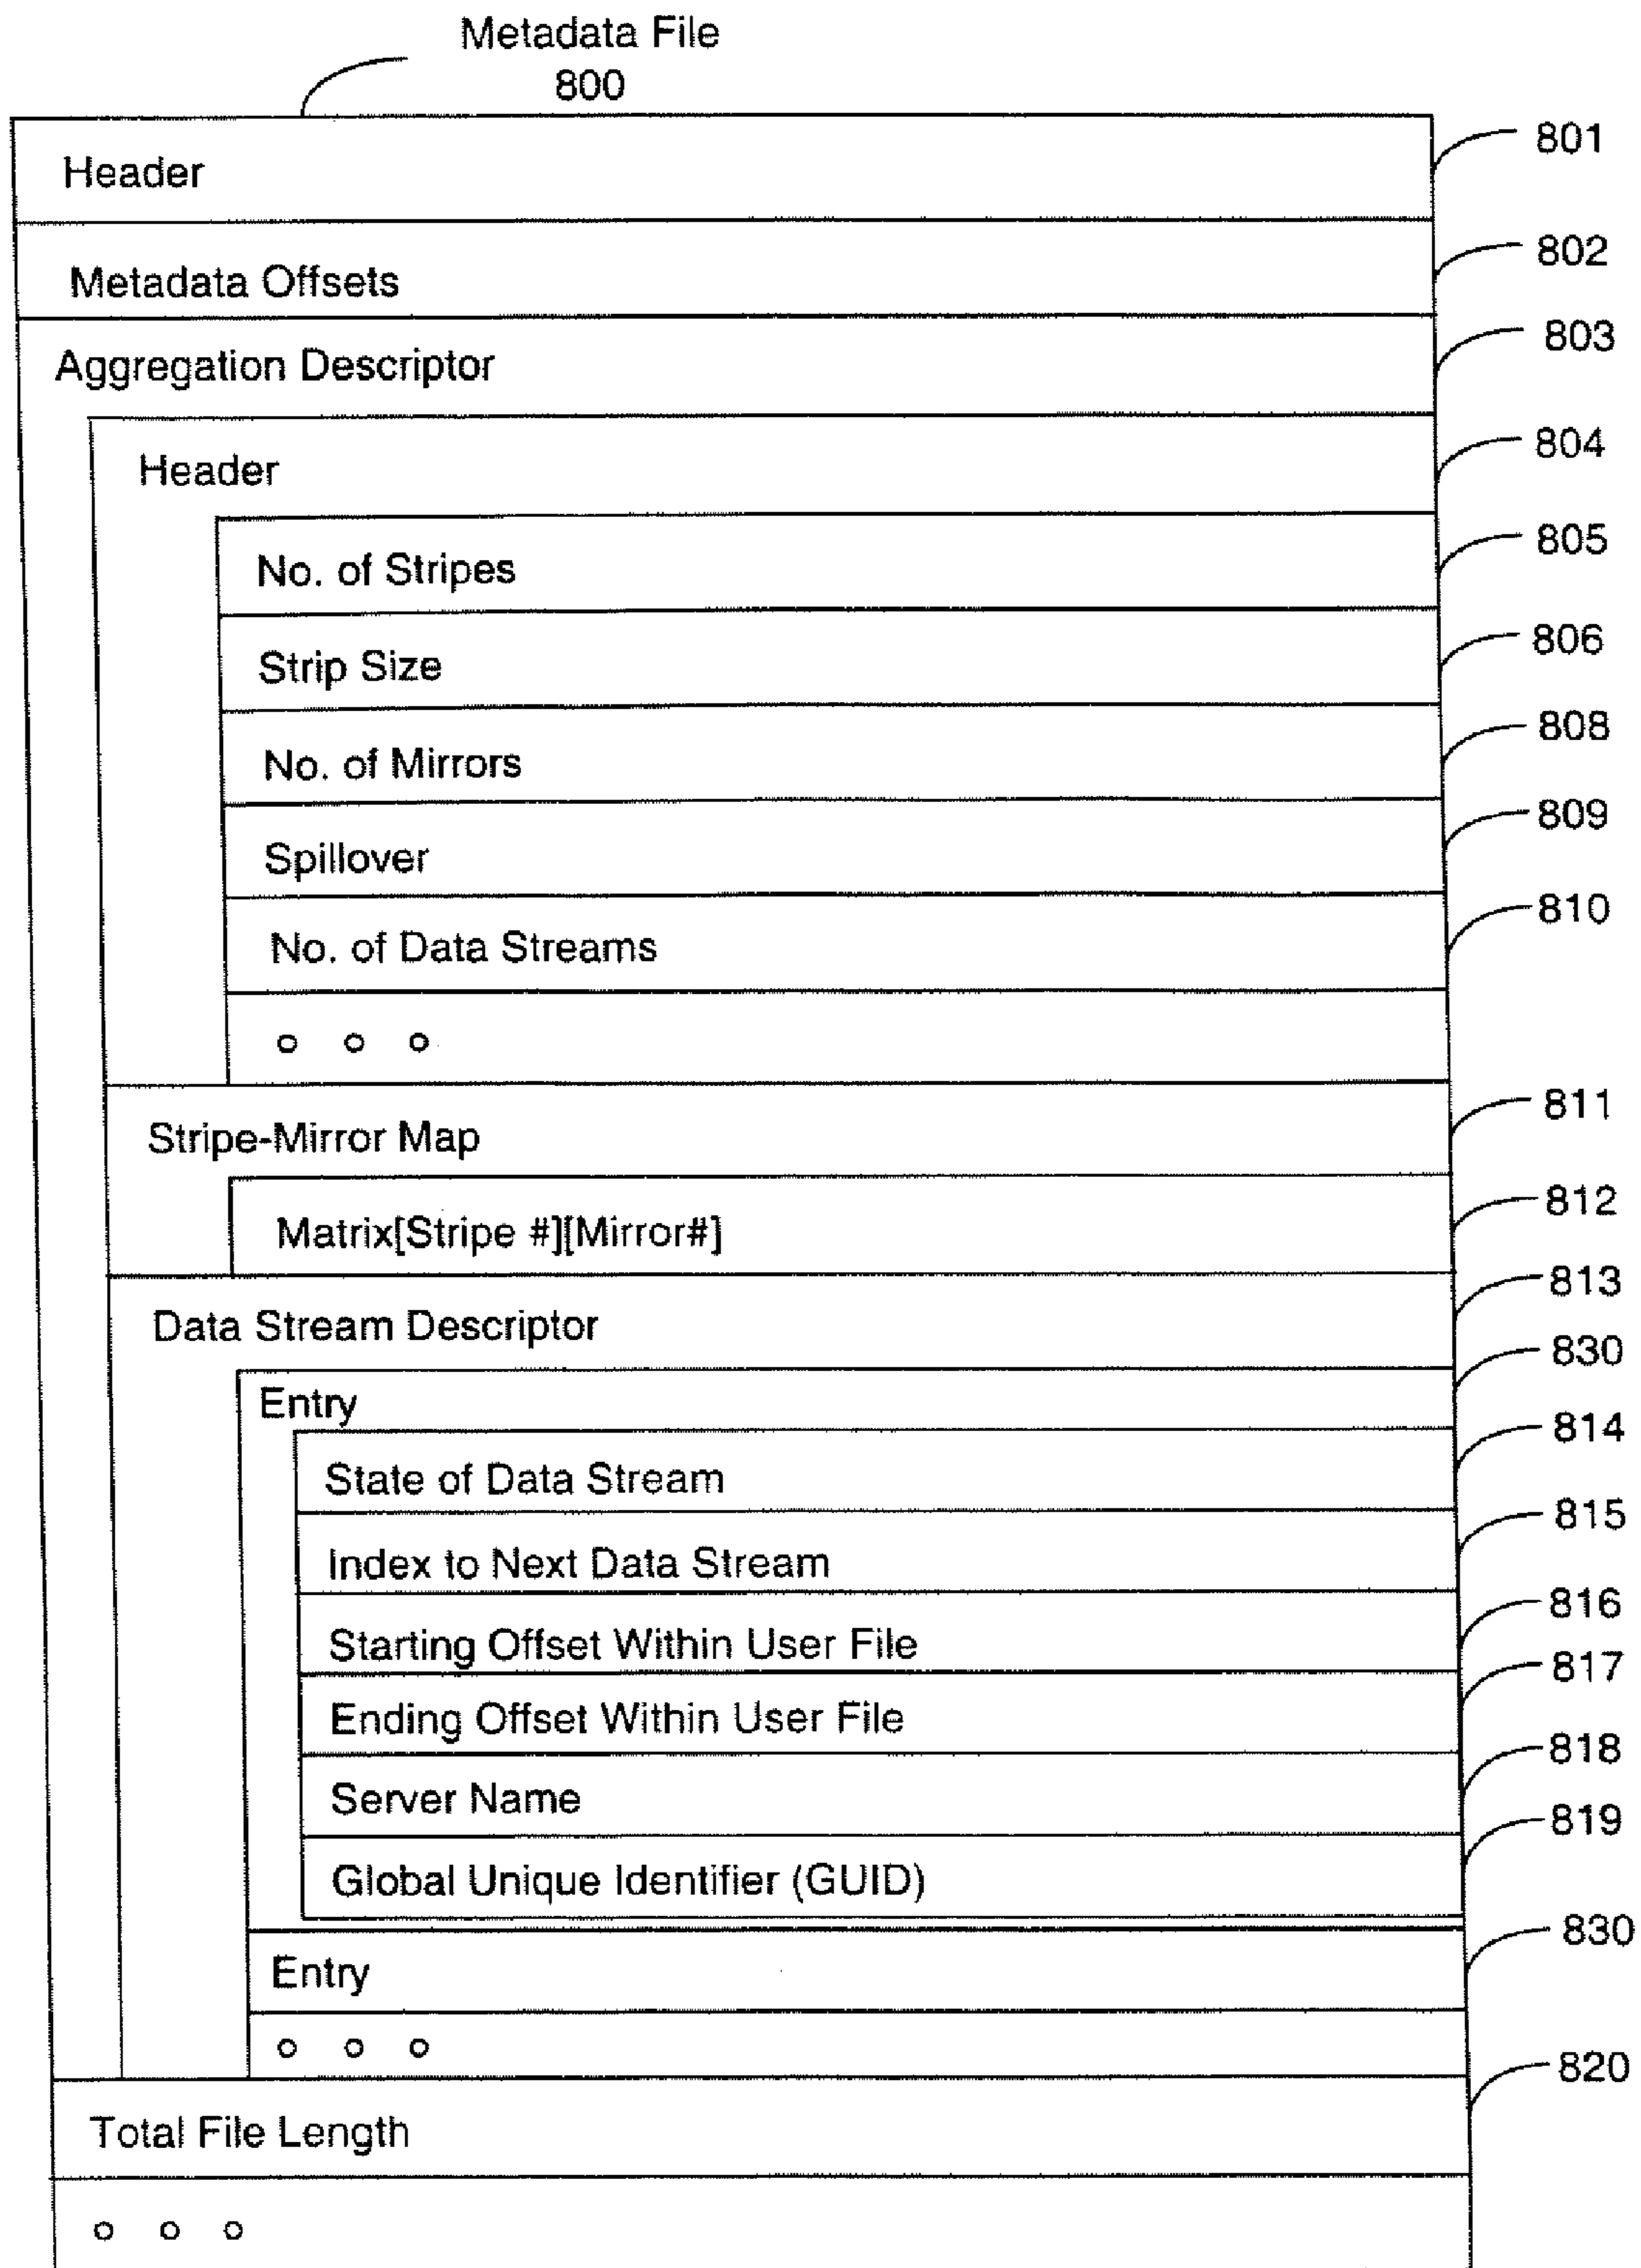 Metadata File
800
Header 801
Metadata Offsets 802
Aggregation Descriptor 803
Header 804
No. of Stripes 805
Strip Size 806
No. of Mirrors 808
Spillover 809
No. of Data Streams 810
Stripe-Mirror Map 811
Matrix[Stripe #][Mirror#] 812
Data Stream Descriptor 813
Entry 830
State of Data Stream 814
Index to Next Data Stream 815
Starting Offset Within User File 816
Ending Offset Within User File 817
Server Name 818
Global Unique Identifier (GUID) 819
Entry 830
Total File Length 820